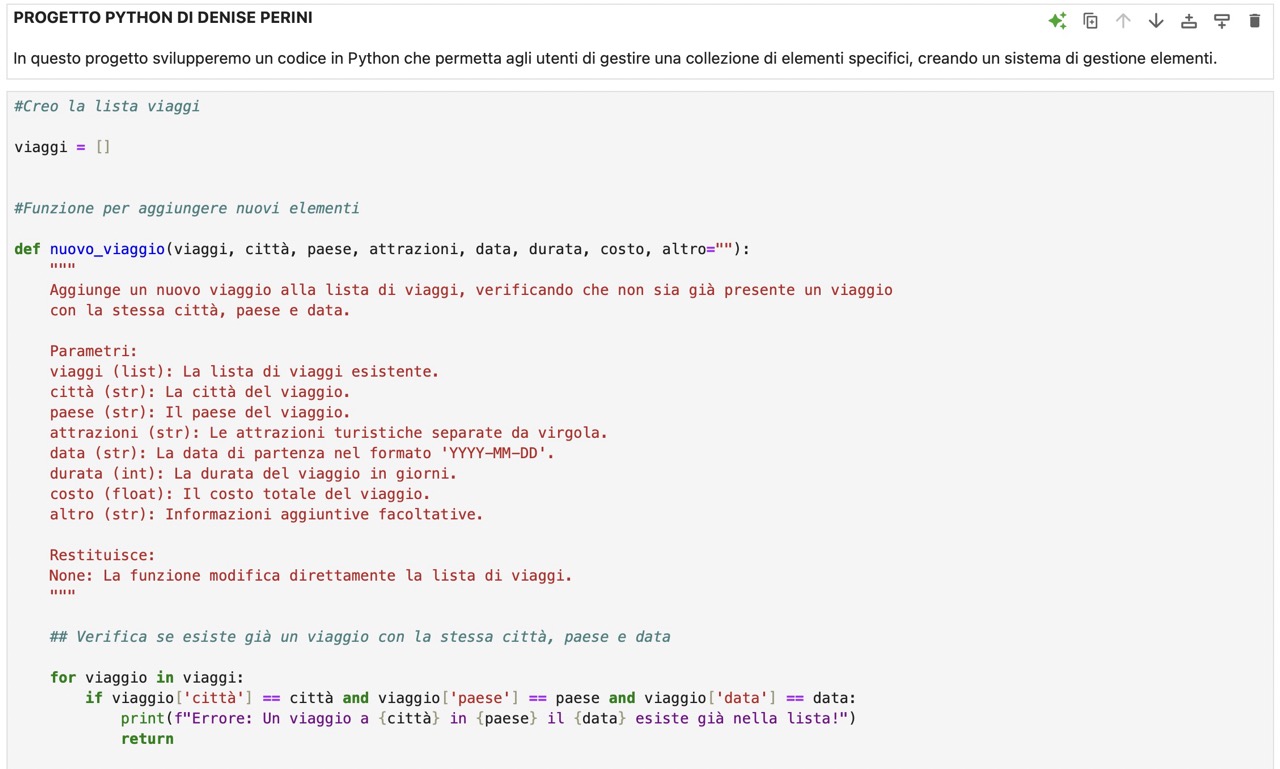 PROGETTO PYTHON DI DENISE PERINI
In questo progetto svilupperemo un codice in Python che permetta agli utenti di gestire una collezione di elementi specifici, creando un sistema di gestione elementi.
#Creo la lista viaggi
viaggi = []
#Funzione per aggiungere nuovi elementi
def nuovo_viaggio(viaggi, città, paese, attrazioni, data, durata, costo, altro=""):
    """
    Aggiunge un nuovo viaggio alla lista di viaggi, verificando che non sia già presente un viaggio
    con la stessa città, paese e data.
    Parametri:
    viaggi (list): La lista di viaggi esistente.
    città (str): La città del viaggio.
    paese (str): Il paese del viaggio.
    attrazioni (str): Le attrazioni turistiche separate da virgola.
    data (str): La data di partenza nel formato 'YYYY-MM-DD'.
    durata (int): La durata del viaggio in giorni.
    costo (float): Il costo totale del viaggio.
    altro (str): Informazioni aggiuntive facoltative.
    Restituisce:
    None: La funzione modifica direttamente la lista di viaggi.
    """
    ## Verifica se esiste già un viaggio con la stessa città, paese e data
    for viaggio in viaggi:
        if viaggio['città'] == città and viaggio['paese'] == paese and viaggio['data'] == data:
            print(f"Errore: Un viaggio a {città} in {paese} il {data} esiste già nella lista!")
            return